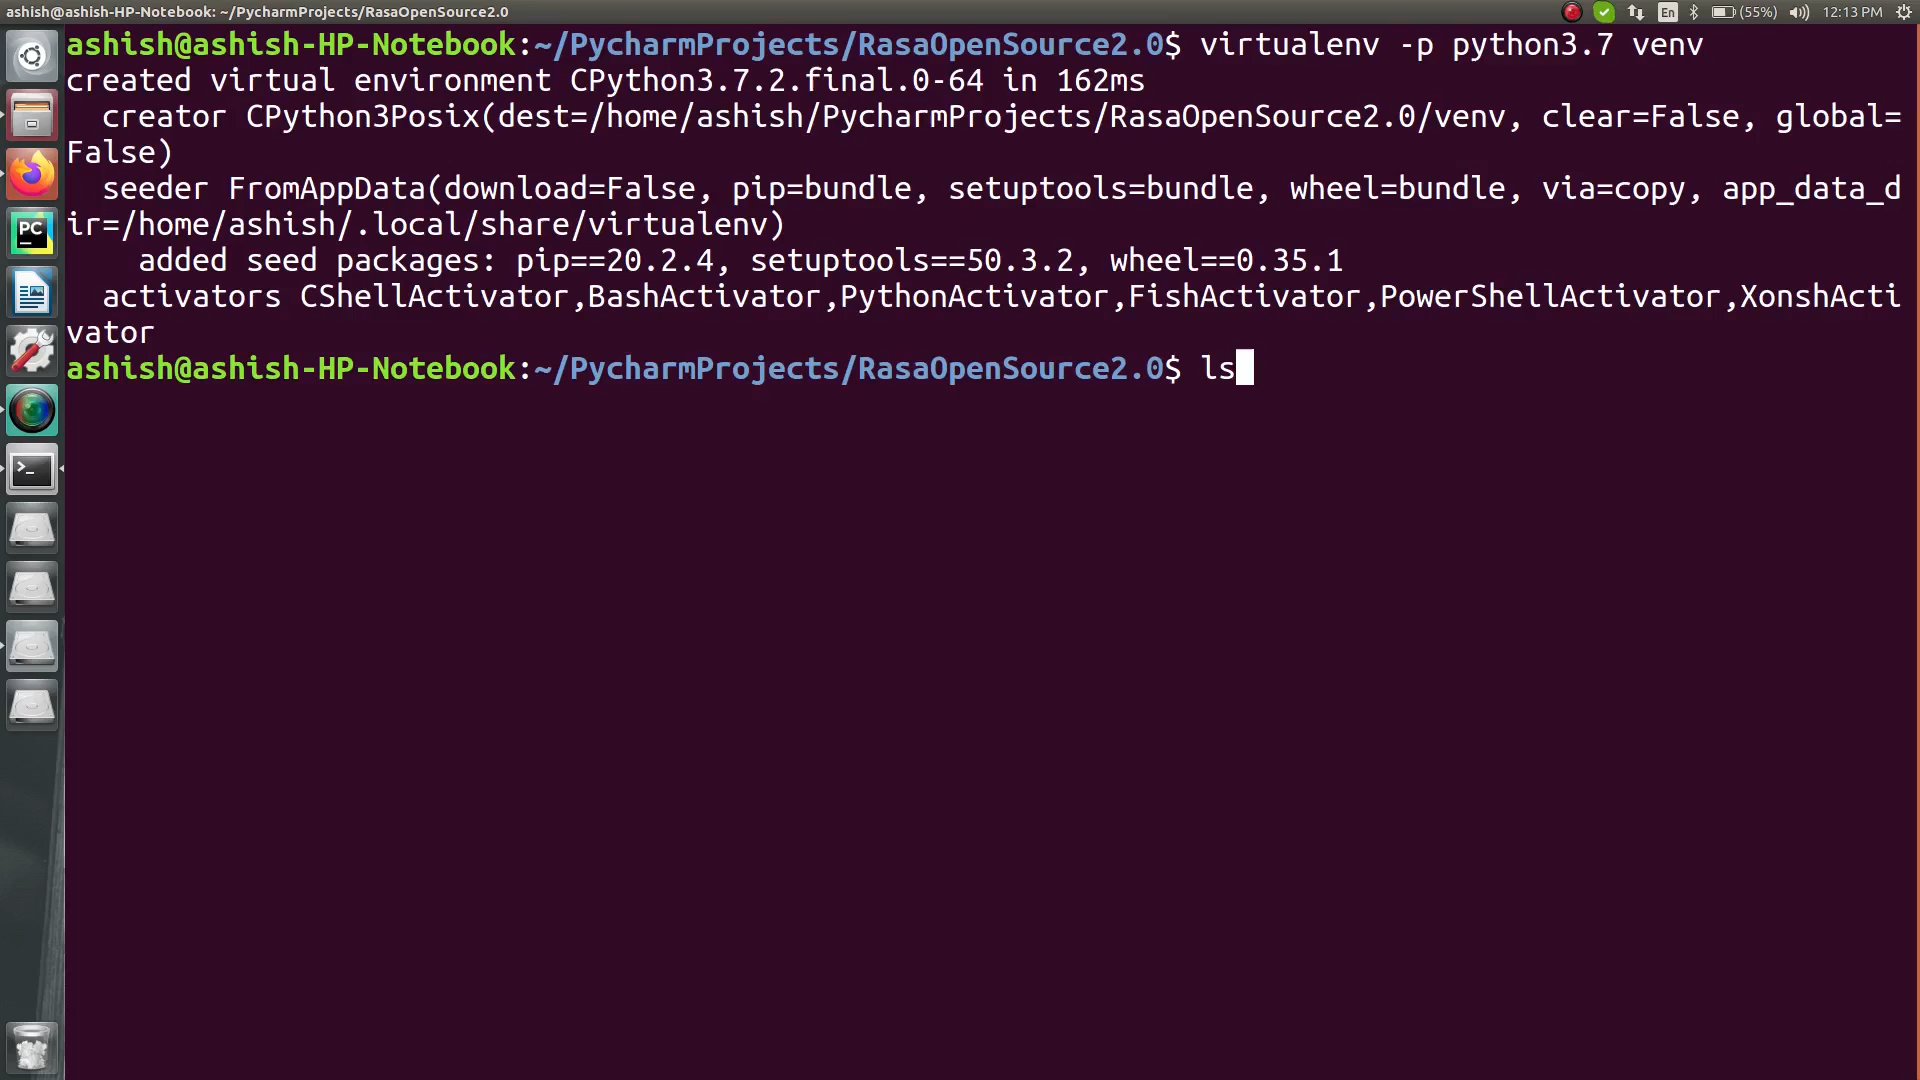 ashish@ashish-HP-Notebook: ~/PycharmProjects/RasaOpenSource2.0
En (55%) 12:13 PM
ashish@ashish-HP-Notebook:~/PycharmProjects/RasaOpenSource2.0$ virtualenv -p python3.7 venv
created virtual environment CPython3.7.2.final.0-64 in 162ms
  creator CPython3Posix(dest=/home/ashish/PycharmProjects/RasaOpenSource2.0/venv, clear=False, global=
False)
  seeder FromAppData(download=False, pip=bundle, setuptools=bundle, wheel=bundle, via=copy, app_data_d
ir=/home/ashish/.local/share/virtualenv)
    added seed packages: pip==20.2.4, setuptools==50.3.2, wheel==0.35.1
  activators CShellActivator,BashActivator,PythonActivator,FishActivator,PowerShellActivator,XonshActi
vator
ashish@ashish-HP-Notebook:~/PycharmProjects/RasaOpenSource2.0$ ls
PC
>_